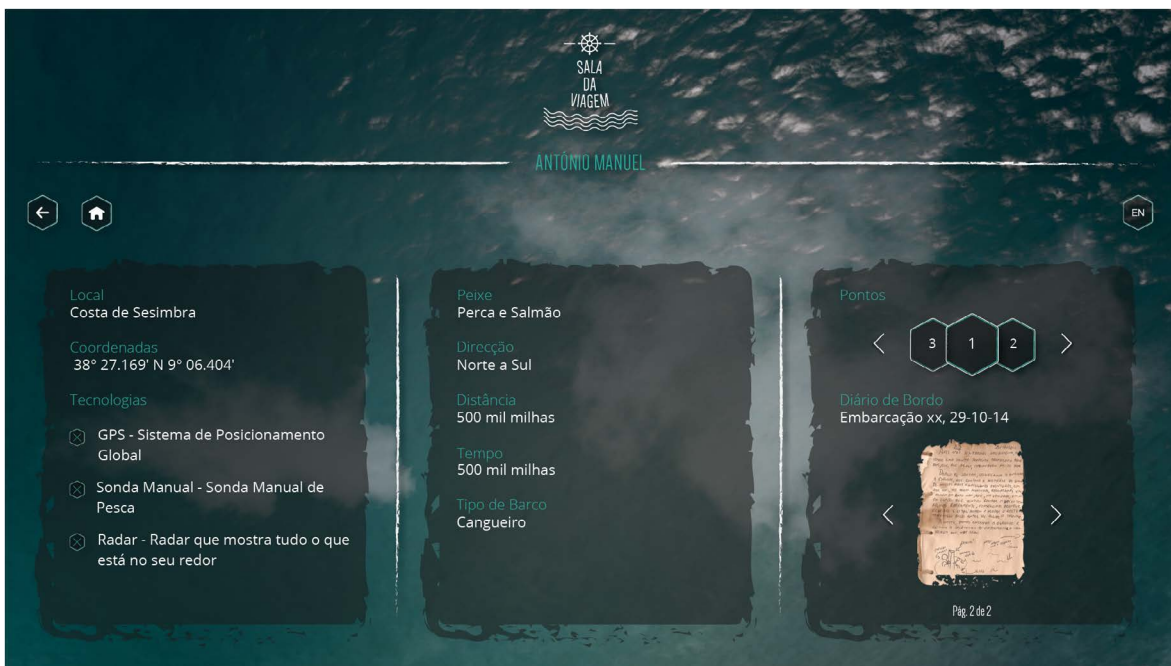 SALA
DA
VIAGEM
ANTÓNIO MANUEL
EN
Local
Costa de Sesimbra
Coordenadas
38° 27.169' N 9° 06.404'
Tecnologias
GPS - Sistema de Posicionamento
Global
Sonda Manual - Sonda Manual de
Pesca
Radar - Radar que mostra tudo o que
está no seu redor
Peixe
Perca e Salmão
Direcção
Norte a Sul
Distância
500 mil milhas
Tempo
500 mil milhas
Tipo de Barco
Cangueiro
Pontos
3 1 2
Diário de Bordo
Embarcação xx, 29-10-14
Pág. 2 de 2